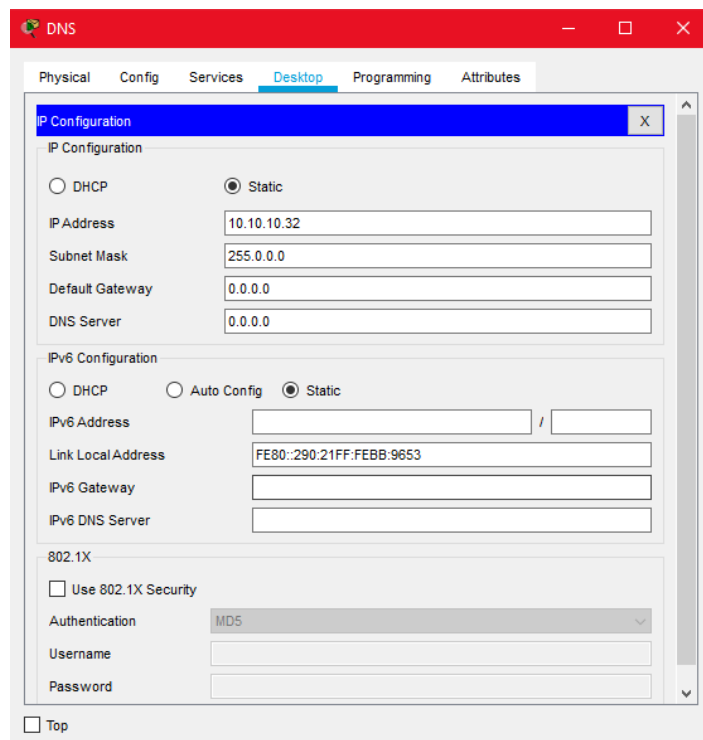 DNS
Physical Config Services Desktop Programming Attributes
IP Configuration X
IP Configuration
DHCP Static
IP Address 10.10.10.32
Subnet Mask 255.0.0.0
Default Gateway 0.0.0.0
DNS Server 0.0.0.0
IPv6 Configuration
DHCP Auto Config Static
IPv6 Address /
Link Local Address FE80::290:21FF:FEBB:9653
IPv6 Gateway
IPv6 DNS Server
802.1X
Use 802.1X Security
Authentication MD5
Username
Password
Top